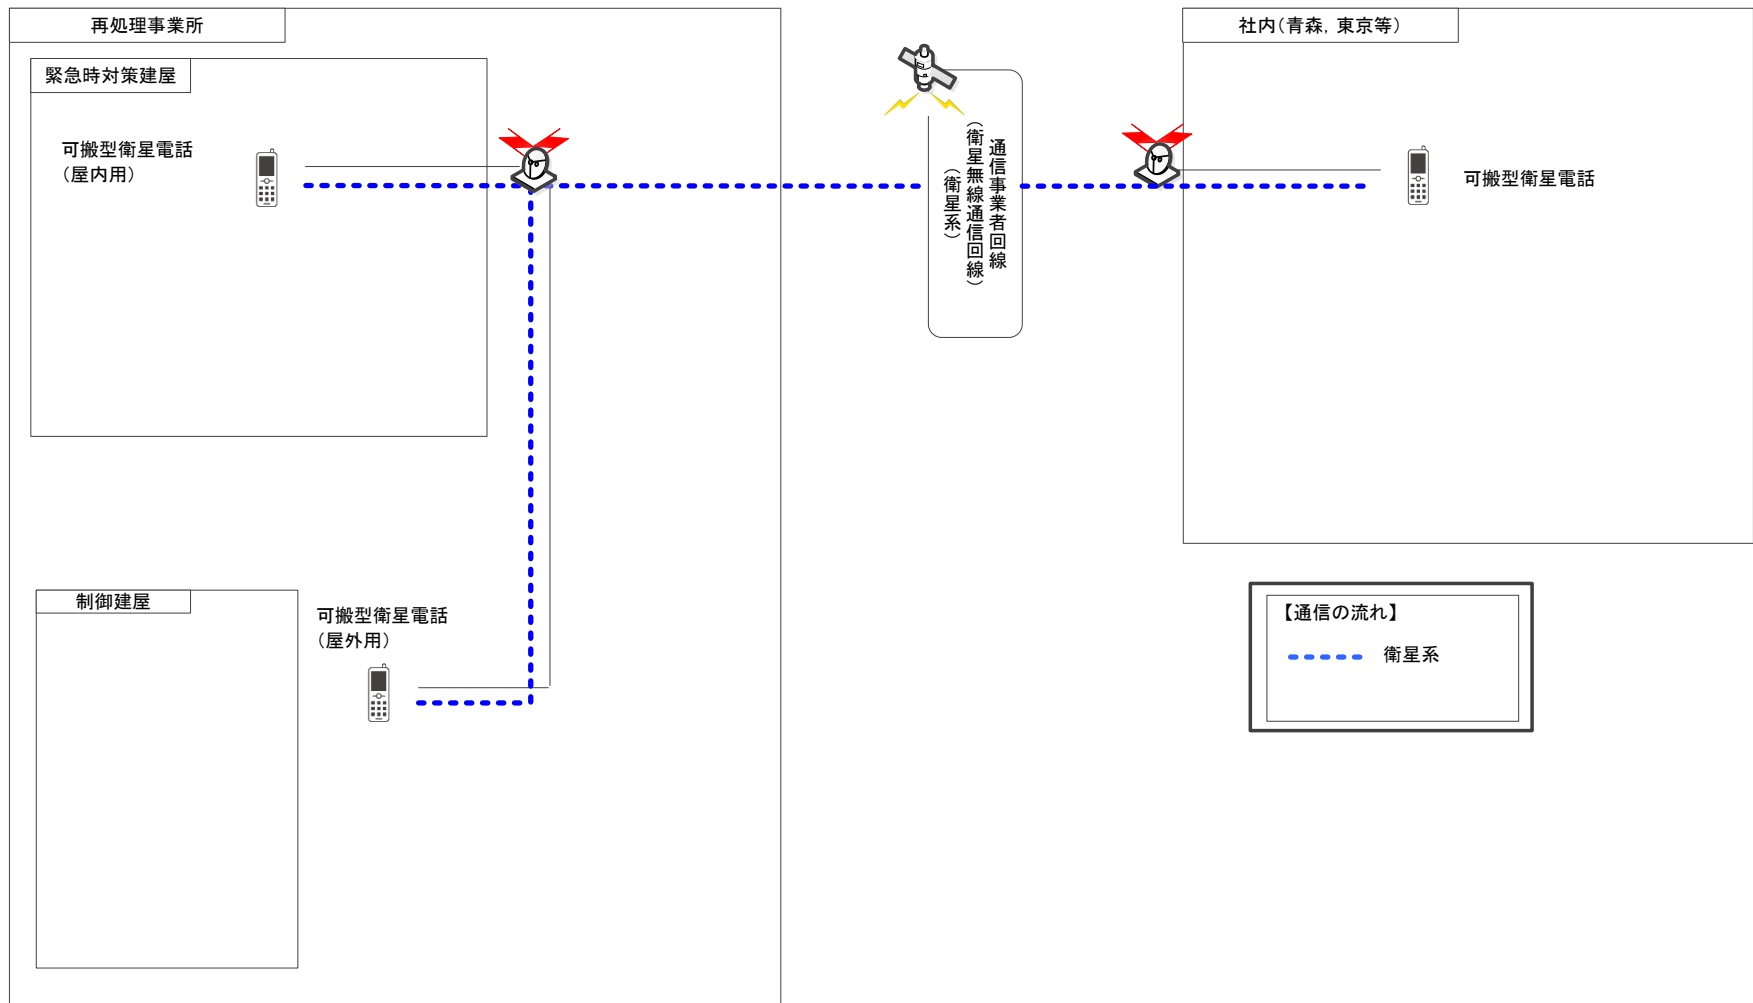 再処理事業所
緊急時対策建屋
可搬型衛星電話
(屋内用)
通信事業者回線
(衛星無線通信回線)
(衛星系)
社内(青森, 東京等)
可搬型衛星電話
制御建屋
可搬型衛星電話
(屋外用)
【通信の流れ】
衛星系